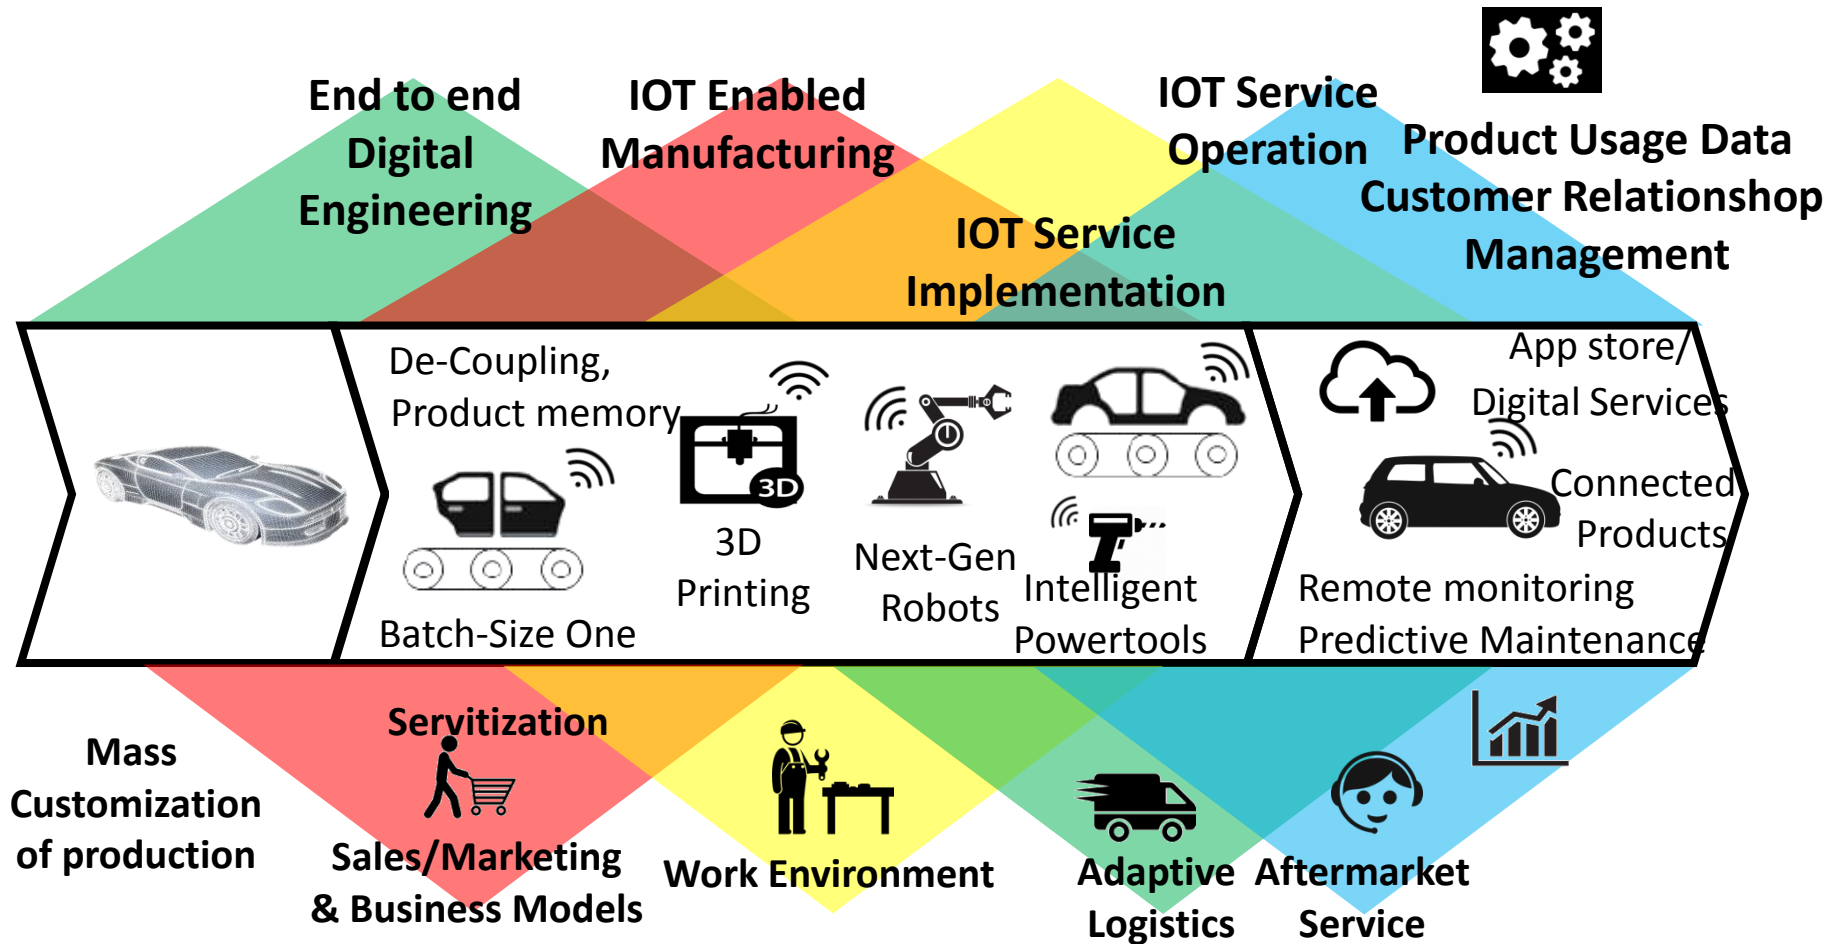 End to end
Digital
Engineering
IOT Enabled
Manufacturing
IOT Service
Implementation
IOT Service
Operation
Product Usage Data
Customer Relationshop
Management
De-Coupling,
Product memory
Batch-Size One
3D
3D
Printing
Next-Gen
Robots
Intelligent
Powertools
App store/
Digital Services
Connected
Products
Remote monitoring
Predictive Maintenance
Mass
Customization
of production
Servitization
Sales/Marketing
& Business Models
Work Environment
Adaptive
Logistics
Aftermarket
Service